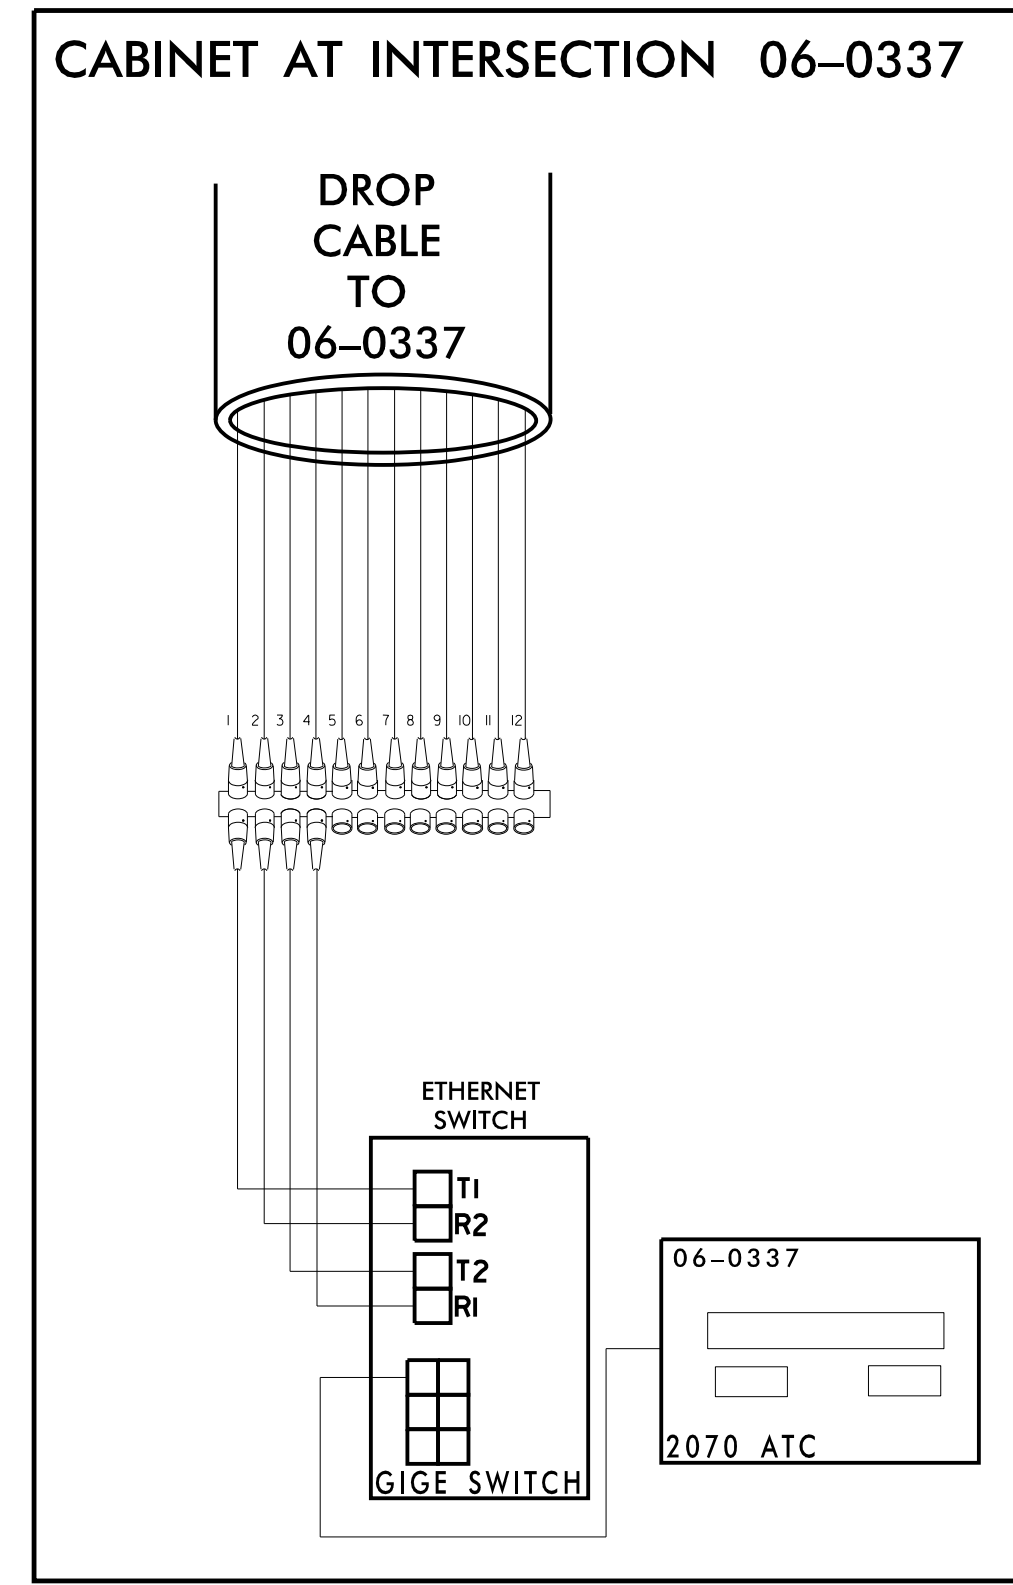 CABINET AT INTERSECTION 06-0337
DROP
CABLE
TO
06-0337
1 2 3 4 5 6 7 8 9 10 11 12
ETHERNET
SWITCH
T1
R2
T2
R1
GIGE SWITCH
06-0337
2070 ATC